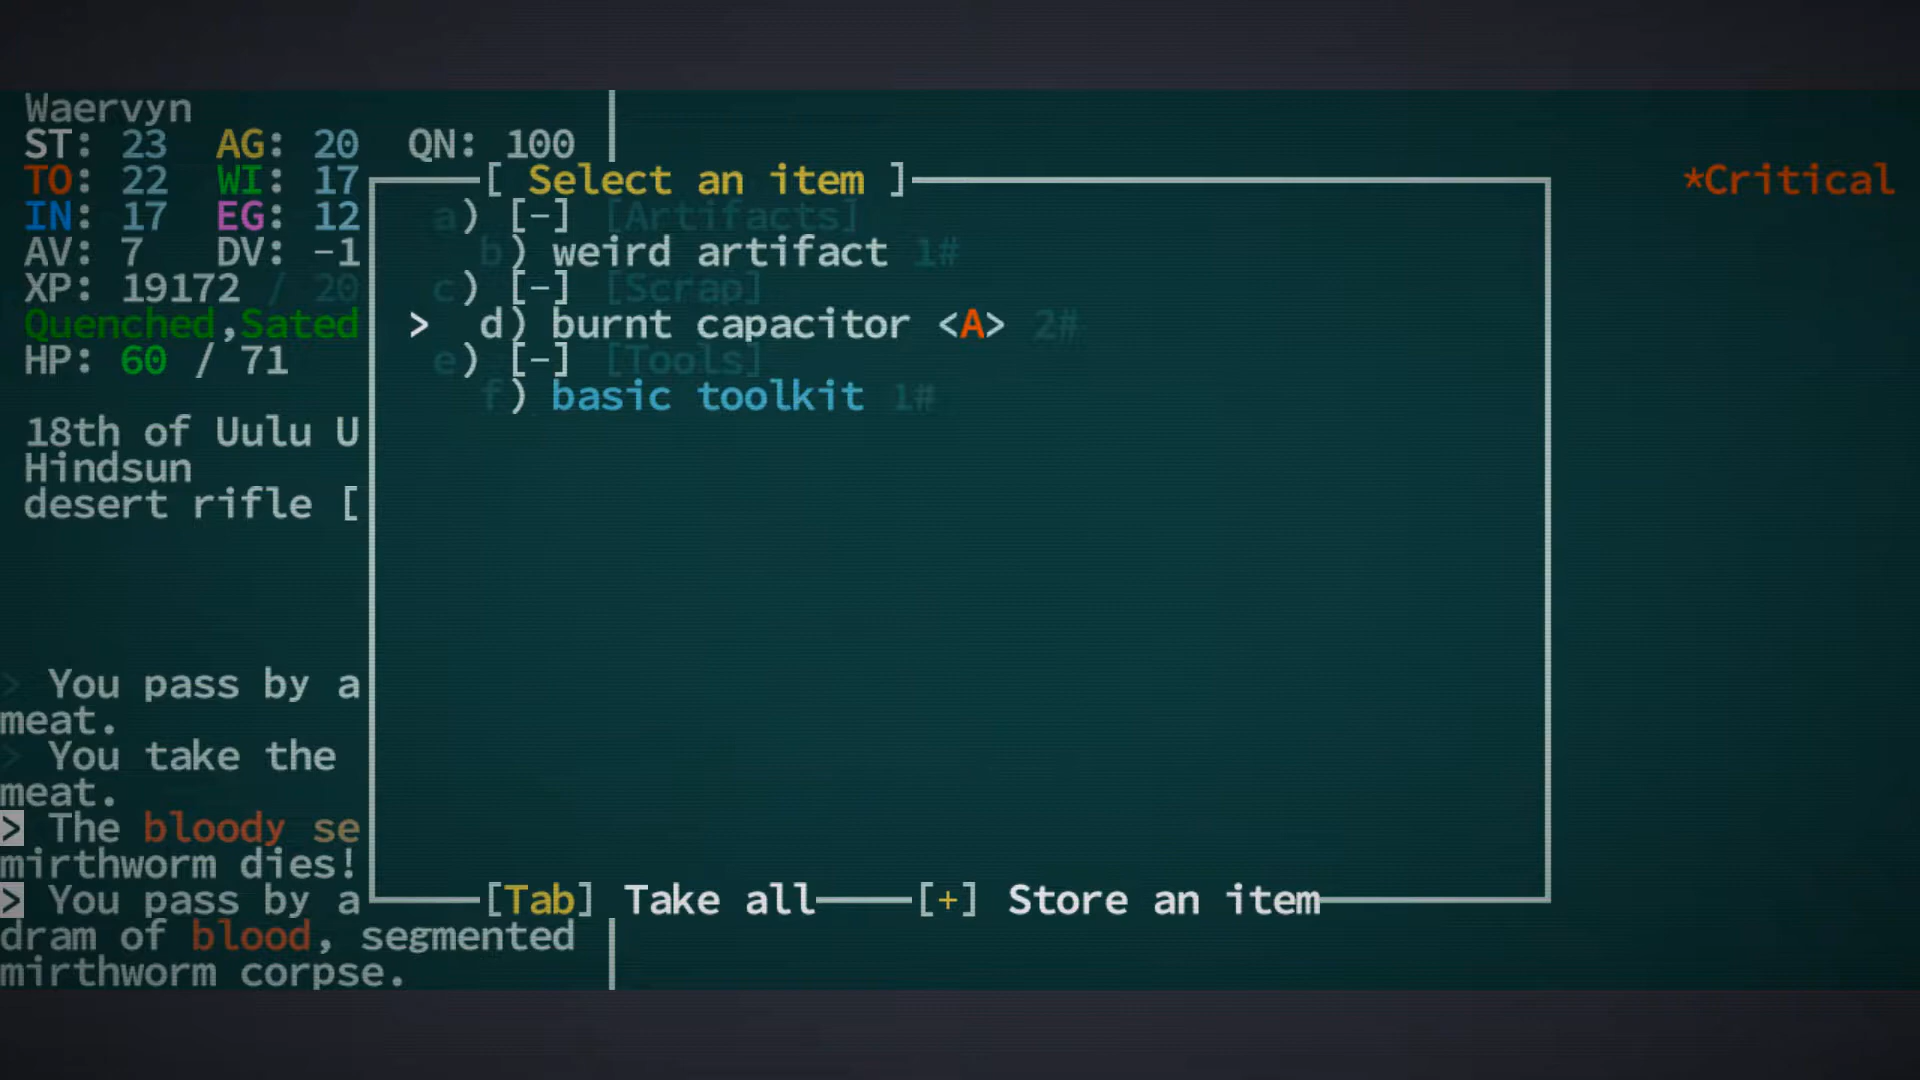 Waervyn
ST: 23 AG: 20 QN: 100
TO: 22 WI: 17
IN: 17 EG: 12
AV: 7 DV: -1
XP: 19172 / 20
Quenched,Sated
HP: 60 / 71
18th of Uulu U
Hindsun
desert rifle [
[ Select an item ]
a) [-] [Artifacts]
b) weird artifact 1#
c) [-] [Scrap]
> d) burnt capacitor <A> 2#
e) [-] [Tools]
f) basic toolkit 1#
[Tab] Take all
[+] Store an item
*Critical
> You pass by a
meat.
> You take the
meat.
> The bloody se
mirthworm dies!
> You pass by a
dram of blood, segmented
mirthworm corpse.